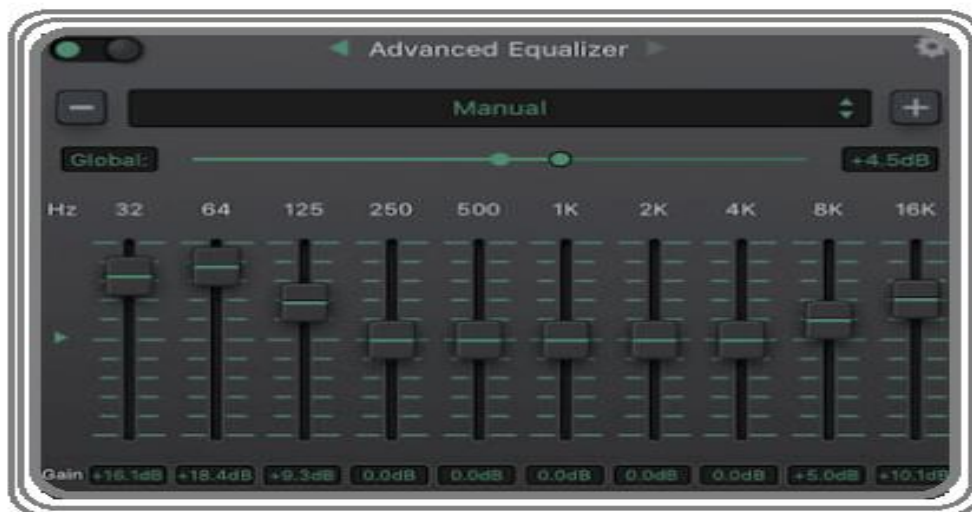 Advanced Equalizer
Manual
Global: +4.5dB
Hz 32 64 125 250 500 1K 2K 4K 8K 16K
Gain +16.1dB +18.4dB +9.3dB 0.0dB 0.0dB 0.0dB 0.0dB 0.0dB +5.0dB +10.1dB